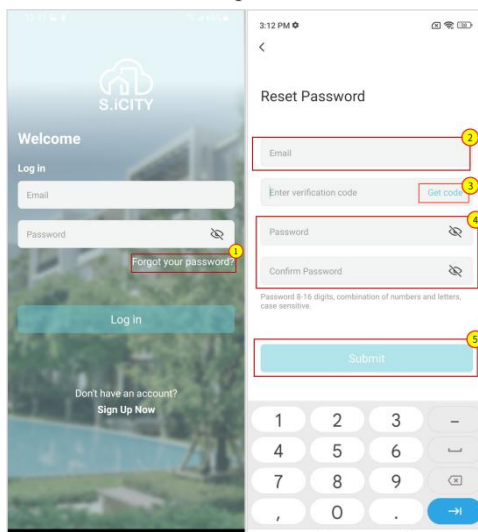 S.iCITY
Welcome
Log in
Email
Password
1
Forgot your password?
Log in
Don't have an account?
Sign Up Now
3:12 PM
Reset Password
2
Email
3
Enter verification code Get code
4
Password
Confirm Password
Password 8-16 digits, combination of numbers and letters,
case sensitive.
5
Submit
1 2 3 –
4 5 6
7 8 9
, 0 .